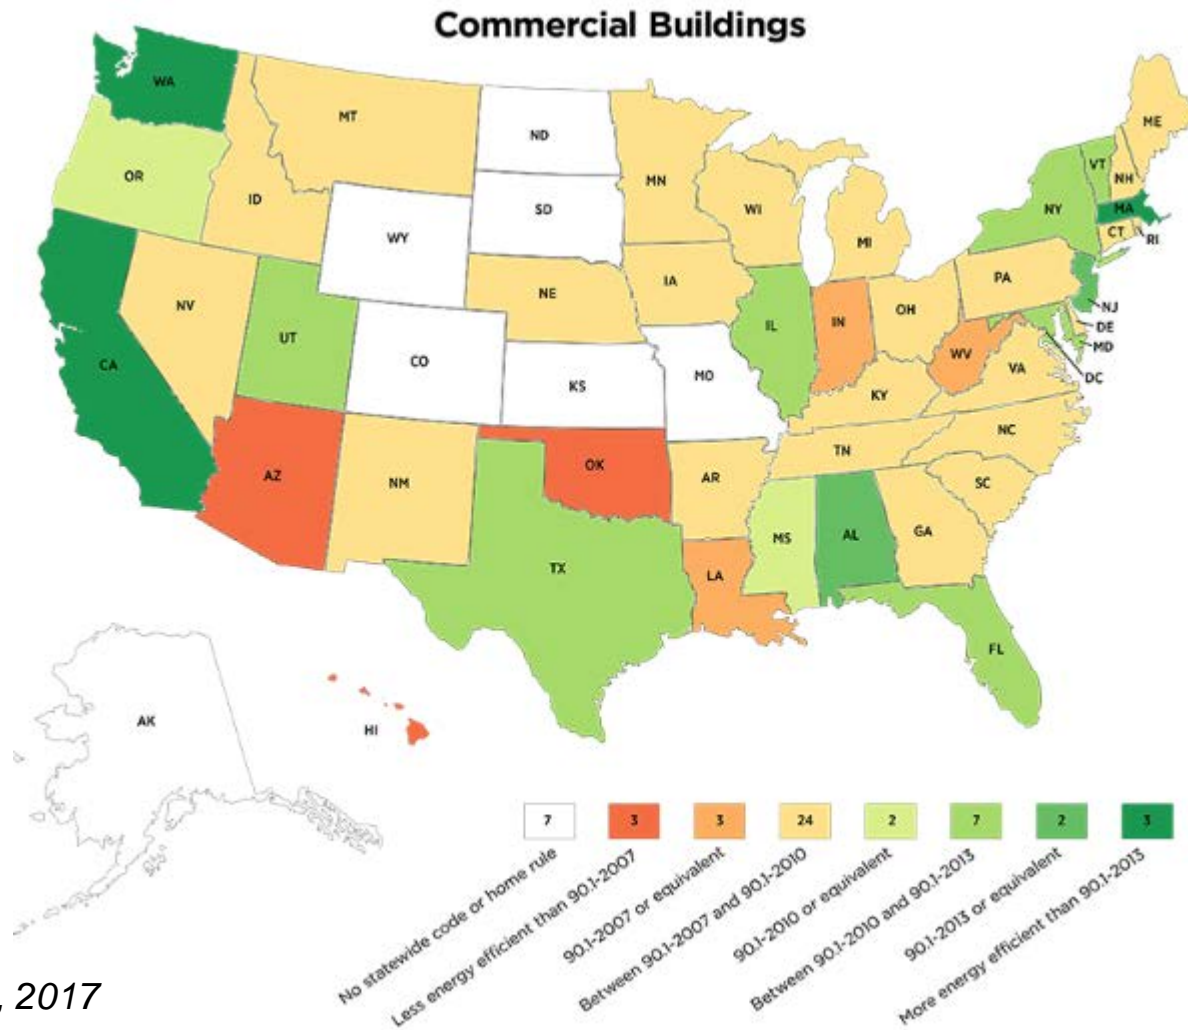 Commercial Buildings
WA
MT
ND
ME
OR
ID
MN
VT
NH
SD
WI
NY
MA
WY
MI
CT
RI
NV
NE
IA
PA
UT
IL
IN
OH
NJ
CO
WV
DE
CA
KS
MO
VA
MD
KY
DC
AZ
OK
TN
NC
NM
AR
SC
MS
AL
GA
TX
LA
FL
AK
HI
7
3
3
24
2
7
2
3
No statewide code or home rule
Less energy efficient than 90.1-2007
90.1-2007 or equivalent
Between 90.1-2007 and 90.1-2010
90.1-2010 or equivalent
Between 90.1-2010 and 90.1-2013
90.1-2013 or equivalent
More energy efficient than 90.1-2013
, 2017